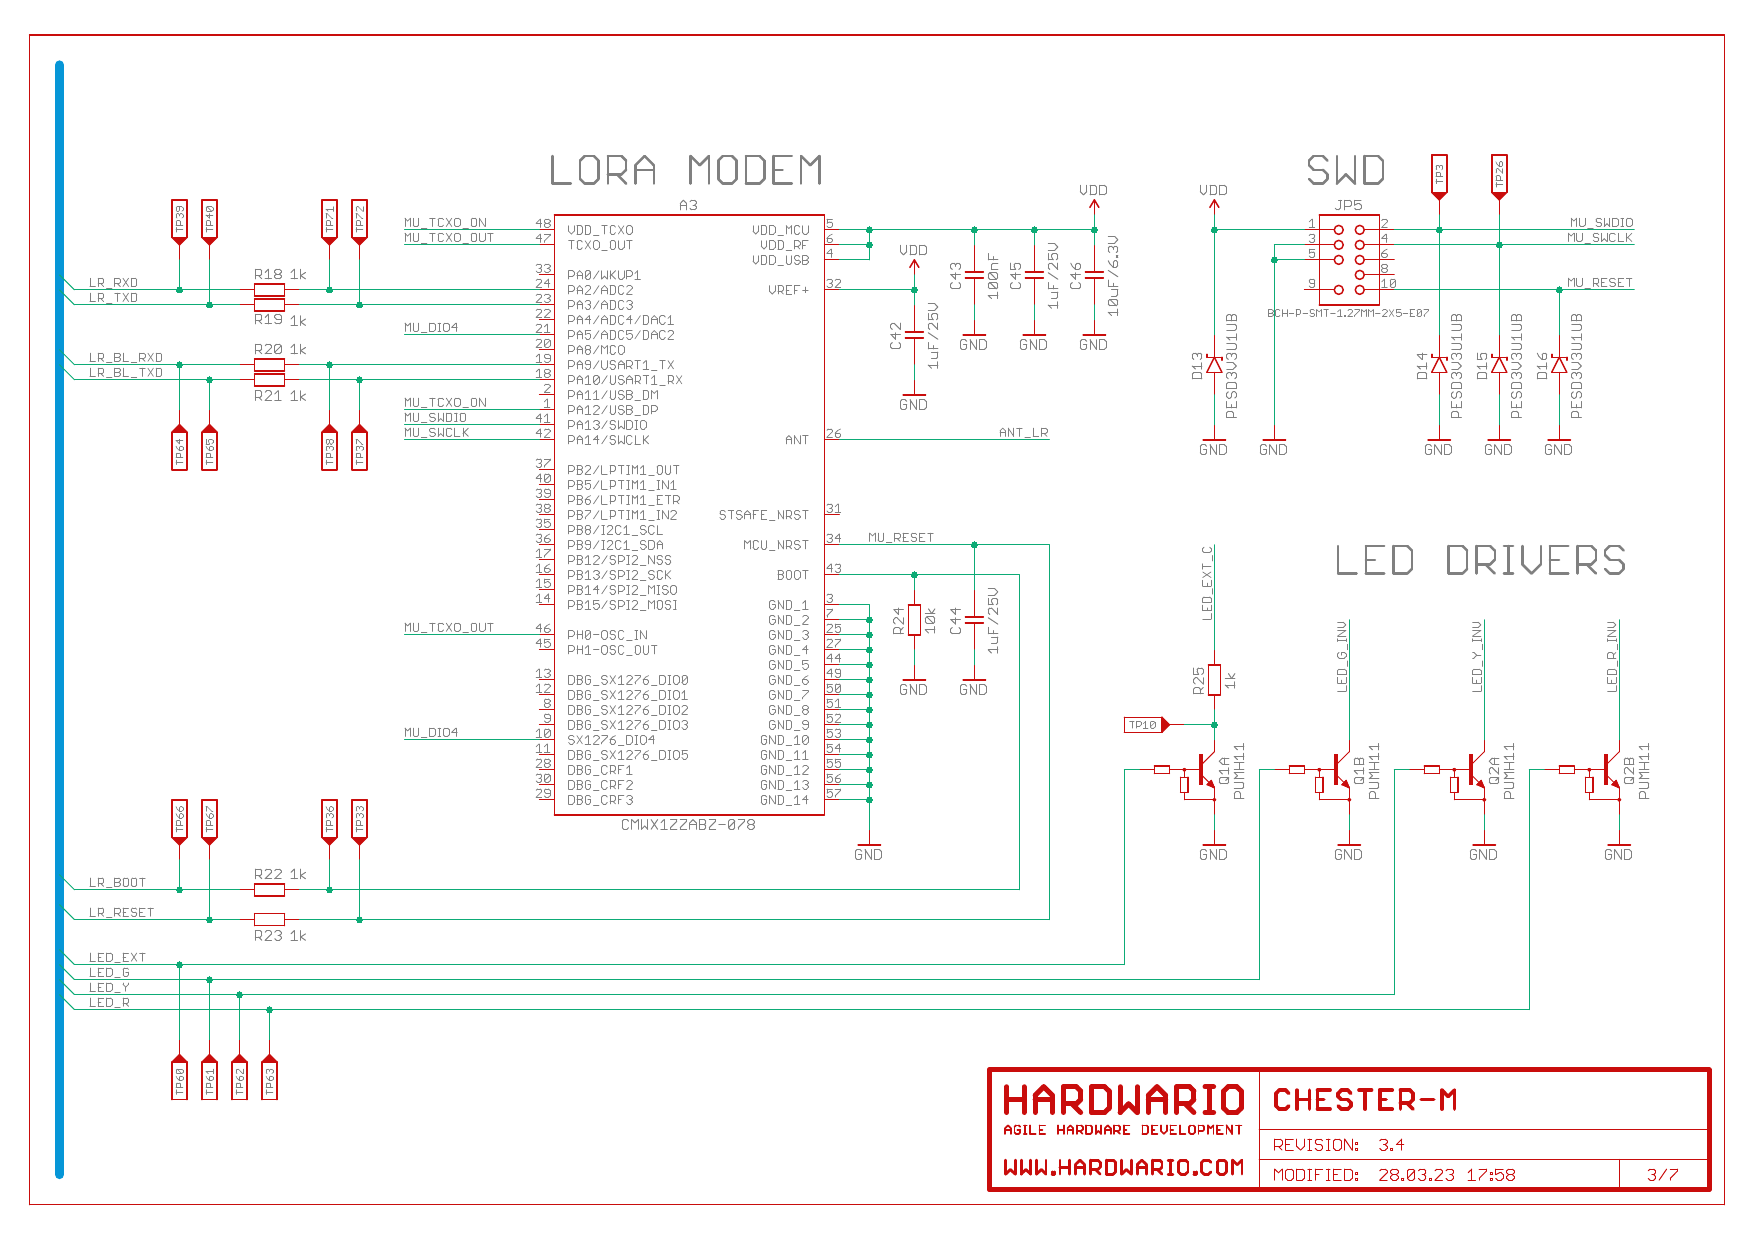 LORA MODEM
A3
MU_TCXO_ON 48 VDD_TCXO
MU_TCXO_OUT 47 TCXO_OUT
33 PA0/WKUP1
24 PA2/ADC2
23 PA3/ADC3
22 PA4/ADC4/DAC1
MU_DIO4 21 PA5/ADC5/DAC2
20 PA8/MCO
19 PA9/USART1_TX
18 PA10/USART1_RX
2 PA11/USB_DM
MU_TCXO_ON 1 PA12/USB_DP
MU_SWDIO 41 PA13/SWDIO
MU_SWCLK 42 PA14/SWCLK
37 PB2/LPTIM1_OUT
40 PB5/LPTIM1_IN1
39 PB6/LPTIM1_ETR
38 PB7/LPTIM1_IN2
35 PB8/I2C1_SCL
36 PB9/I2C1_SDA
17 PB12/SPI2_NSS
16 PB13/SPI2_SCK
15 PB14/SPI2_MISO
14 PB15/SPI2_MOSI
MU_TCXO_OUT 46 PH0-OSC_IN
45 PH1-OSC_OUT
13 DBG_SX1276_DIO0
12 DBG_SX1276_DIO1
8 DBG_SX1276_DIO2
9 DBG_SX1276_DIO3
MU_DIO4 10 SX1276_DIO4
11 DBG_SX1276_DIO5
28 DBG_CRF1
30 DBG_CRF2
29 DBG_CRF3
VDD_MCU 5
VDD_RF 6
VDD_USB 4
VREF+ 32
ANT 26 ANT_LR
STSAFE_NRST 31
MCU_NRST 34 MU_RESET
BOOT 43
GND_1 3
GND_2 7
GND_3 25
GND_4 27
GND_5 44
GND_6 49
GND_7 50
GND_8 51
GND_9 52
GND_10 53
GND_11 54
GND_12 55
GND_13 56
GND_14 57
CMWX1ZZABZ-078
GND
TP39
TP40
TP71
TP72
LR_RXD R18 1k
LR_TXD R19 1k
LR_BL_RXD R20 1k
LR_BL_TXD R21 1k
TP64
TP65
TP38
TP37
TP66
TP67
TP36
TP33
LR_BOOT R22 1k
LR_RESET R23 1k
LED_EXT
LED_G
LED_Y
LED_R
TP60
TP61
TP62
TP63
VDD
C42 1uF/25V
GND
VDD
C43 100nF
C45 1uF/25V
C46 10uF/6.3V
GND GND GND
R24 10k
C44 1uF/25V
GND GND
SWD
VDD
JP5
TP3
TP26
1 2 MU_SWDIO
3 4 MU_SWCLK
5 6
8
9 10 MU_RESET
BCH-P-SMT-1.27MM-2X5-E07
D13 PESD3V3U1UB
D14 PESD3V3U1UB
D15 PESD3V3U1UB
D16 PESD3V3U1UB
GND GND GND GND GND
LED DRIVERS
LED_EXT_C
R25 1k
TP10
LED_G_INV
LED_Y_INV
LED_R_INV
Q1A PUMH11
Q1B PUMH11
Q2A PUMH11
Q2B PUMH11
GND GND GND GND
HARDWARIO
AGILE HARDWARE DEVELOPMENT
WWW.HARDWARIO.COM
CHESTER-M
REVISION: 3.4
MODIFIED: 28.03.23 17:58 3/7